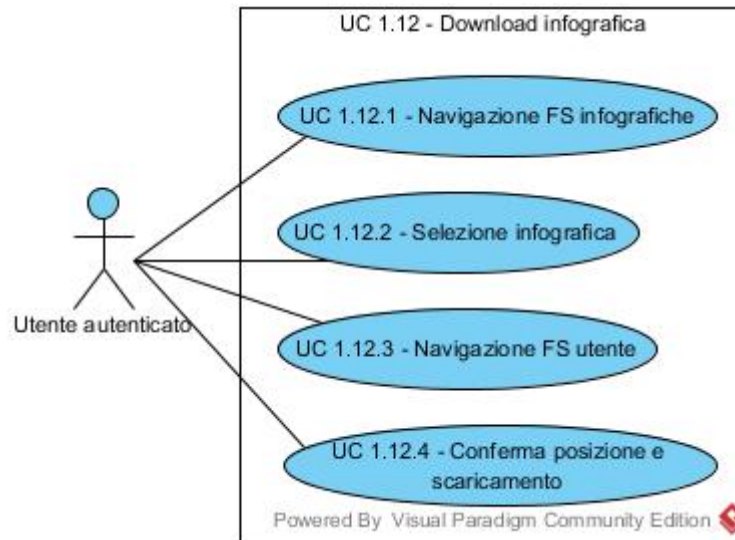 UC 1.12 - Download infografica
UC 1.12.1 - Navigazione FS infografiche
UC 1.12.2 - Selezione infografica
Utente autenticato
UC 1.12.3 - Navigazione FS utente
UC 1.12.4 - Conferma posizione e
scaricamento
Powered By Visual Paradigm Community Edition